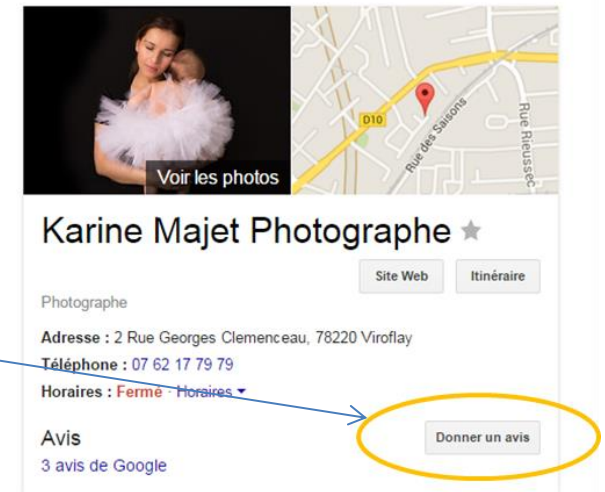 Voir les photos
D10
Rue des Saisons
Rue Rieussec
Karine Majet Photographe
Site Web
Itinéraire
Photographe
Adresse : 2 Rue Georges Clemenceau, 78220 Viroflay
Téléphone : 07 62 17 79 79
Horaires : Fermé · Horaires
Avis
Donner un avis
3 avis de Google